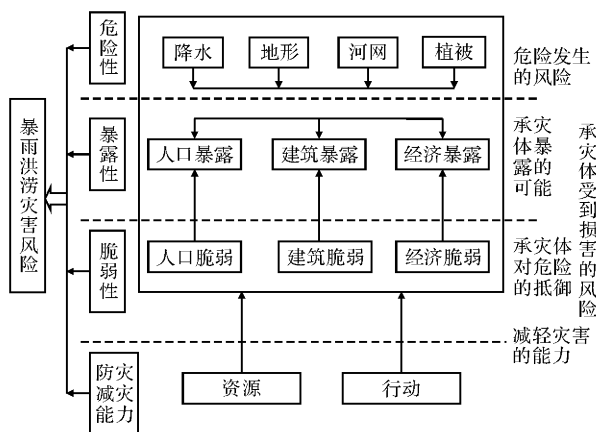 暴雨洪涝灾害风险
危险性
降水
地形
河网
植被
危险发生
的风险
暴露性
人口暴露
建筑暴露
经济暴露
承灾
体暴
露的
可能
脆弱性
人口脆弱
建筑脆弱
经济脆弱
承灾体
对危险
的抵御
承灾体受到损害的风险
防灾
减灾
能力
资源
行动
减轻灾害
的能力